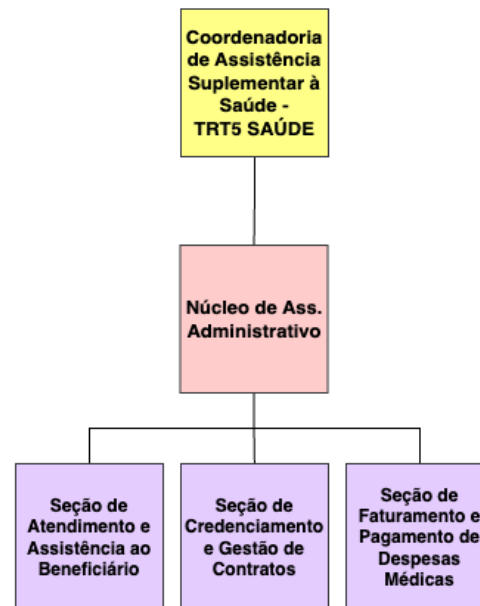 Coordenadoria
de Assistência
Suplementar à
Saúde -
TRT5 SAÚDE
Núcleo de Ass.
Administrativo
Seção de
Atendimento e
Assistência ao
Beneficiário
Seção de
Credenciamento
e Gestão de
Contratos
Seção de
Faturamento e
Pagamento de
Despesas
Médicas